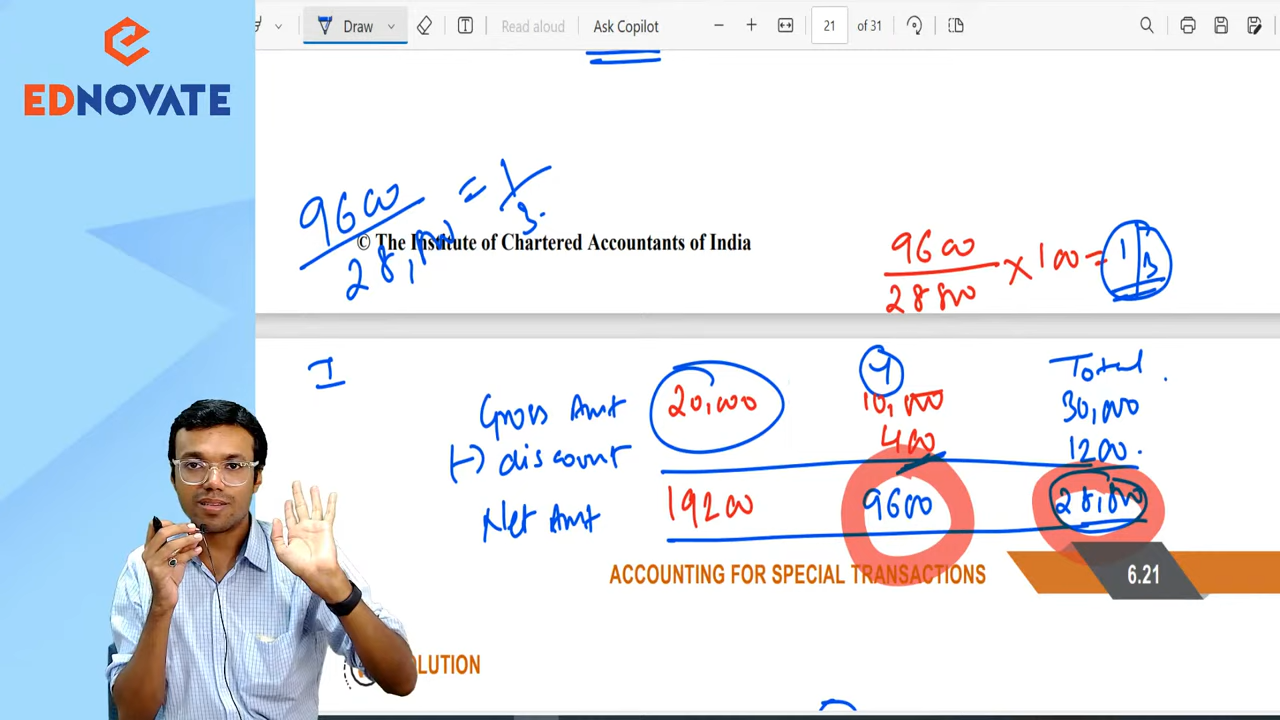 Draw
Read aloud
Ask Copilot
21 of 31
EDNOVATE
9600
28,800
= 1/3.
© The Institute of Chartered Accountants of India
9600
28800
× 100 = 1/3
I
Y
Total
Gross Amt 20,000 10,000 30,000
(-) discount 400 1200.
Net Amt 19200 9600 28,800
ACCOUNTING FOR SPECIAL TRANSACTIONS 6.21
OLUTION